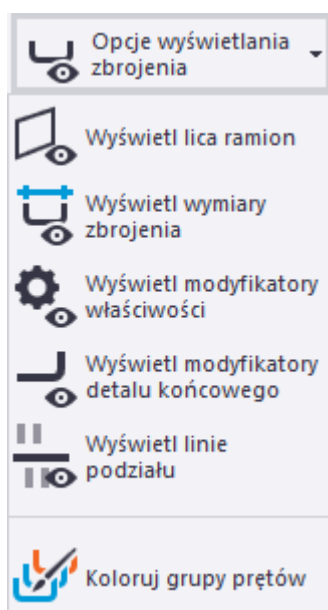 Opcje wyświetlania
zbrojenia
Wyświetl lica ramion
Wyświetl wymiary
zbrojenia
Wyświetl modyfikatory
właściwości
Wyświetl modyfikatory
detalu końcowego
Wyświetl linie
podziału
Koloruj grupy prętów